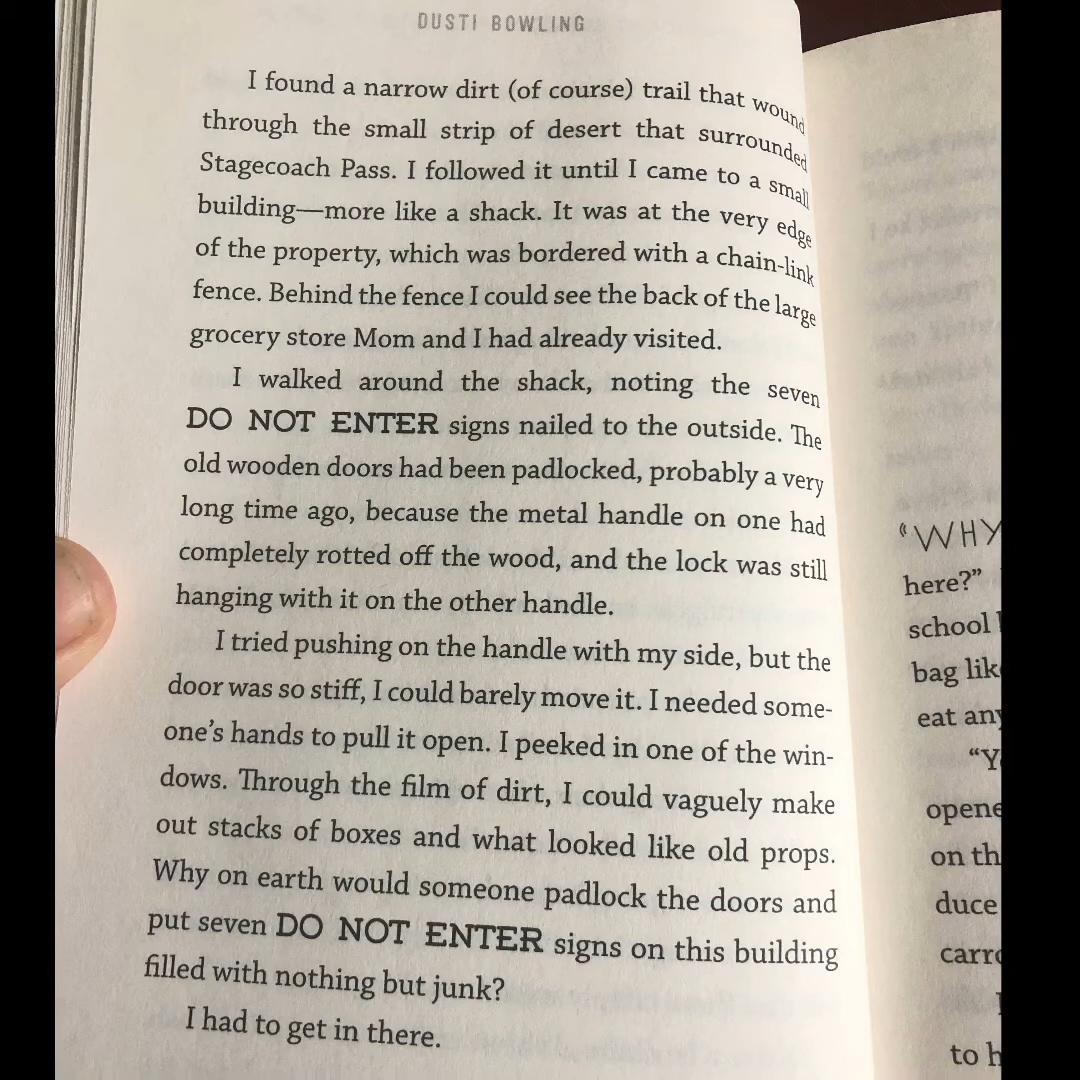 DUSTI BOWLING
I found a narrow dirt (of course) trail that wound
through the small strip of desert that surrounded
Stagecoach Pass. I followed it until I came to a small
building—more like a shack. It was at the very edge
of the property, which was bordered with a chain-link
fence. Behind the fence I could see the back of the large
grocery store Mom and I had already visited.
I walked around the shack, noting the seven
DO NOT ENTER signs nailed to the outside. The
old wooden doors had been padlocked, probably a very
long time ago, because the metal handle on one had
completely rotted off the wood, and the lock was still
hanging with it on the other handle.
I tried pushing on the handle with my side, but the
door was so stiff, I could barely move it. I needed some-
one's hands to pull it open. I peeked in one of the win-
dows. Through the film of dirt, I could vaguely make
out stacks of boxes and what looked like old props.
Why on earth would someone padlock the doors and
put seven DO NOT ENTER signs on this building
filled with nothing but junk?
I had to get in there.
"WHY
here?"
school
bag
eat
"Y
opene
on th
duce
carro
to h